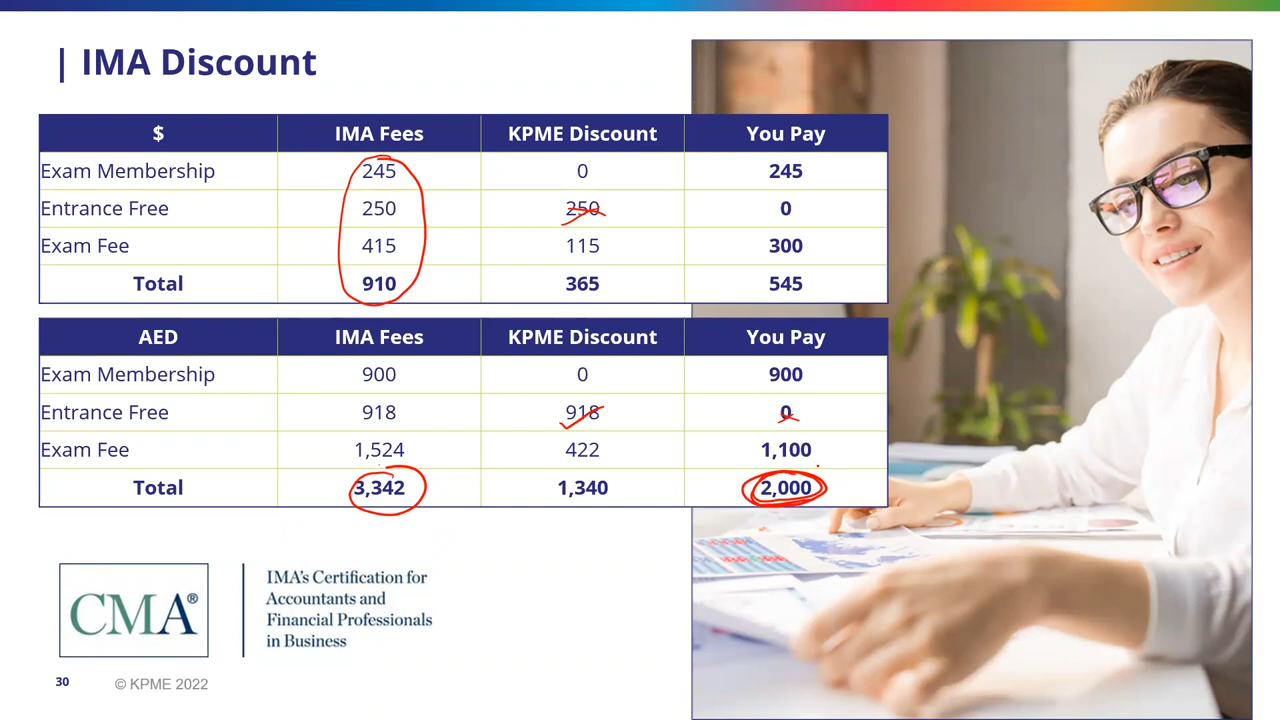 | IMA Discount
$ IMA Fees KPME Discount You Pay
Exam Membership 245 0 245
Entrance Free 250 250 0
Exam Fee 415 115 300
Total 910 365 545
AED IMA Fees KPME Discount You Pay
Exam Membership 900 0 900
Entrance Free 918 918 0
Exam Fee 1,524 422 1,100
Total 3,342 1,340 2,000
CMA®
IMA's Certification for
Accountants and
Financial Professionals
in Business
30 © KPME 2022